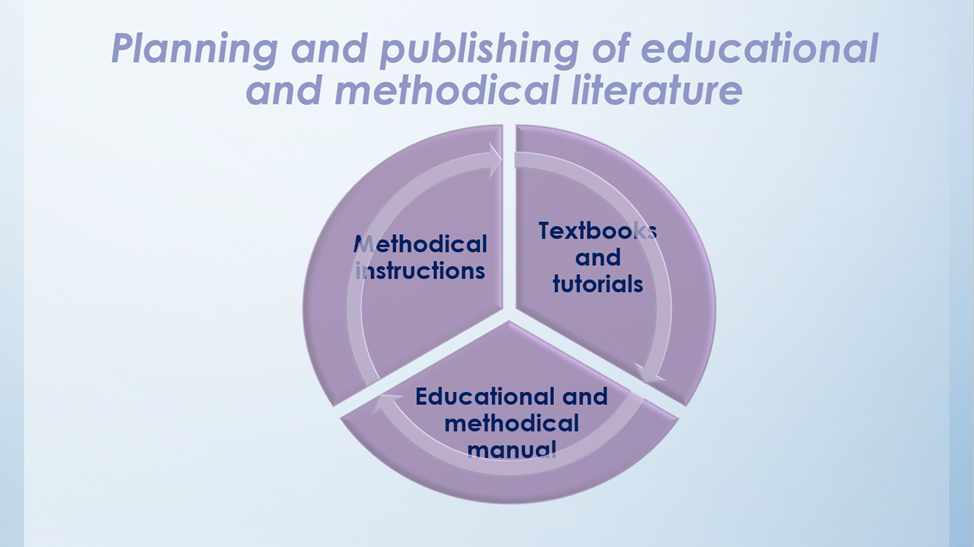 Planning and publishing of educational
and methodical literature
Methodical
instructions
Textbooks
and
tutorials
Educational and
methodical
manual